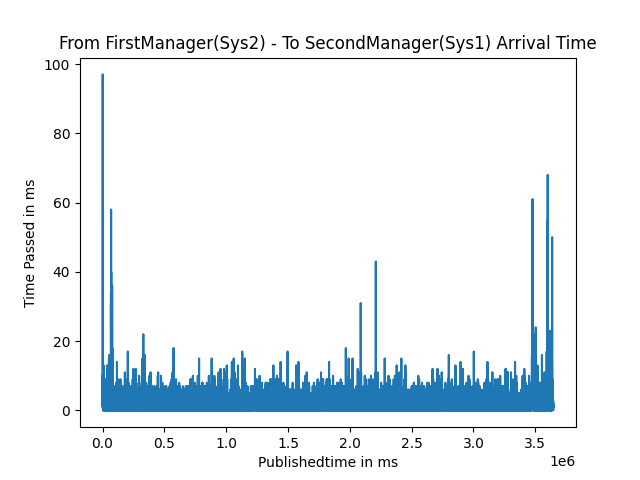 From FirstManager(Sys2) - To SecondManager(Sys1) Arrival Time
100
80
60
40
20
0
Time Passed in ms
0.0 0.5 1.0 1.5 2.0 2.5 3.0 3.5
1e6
Publishedtime in ms